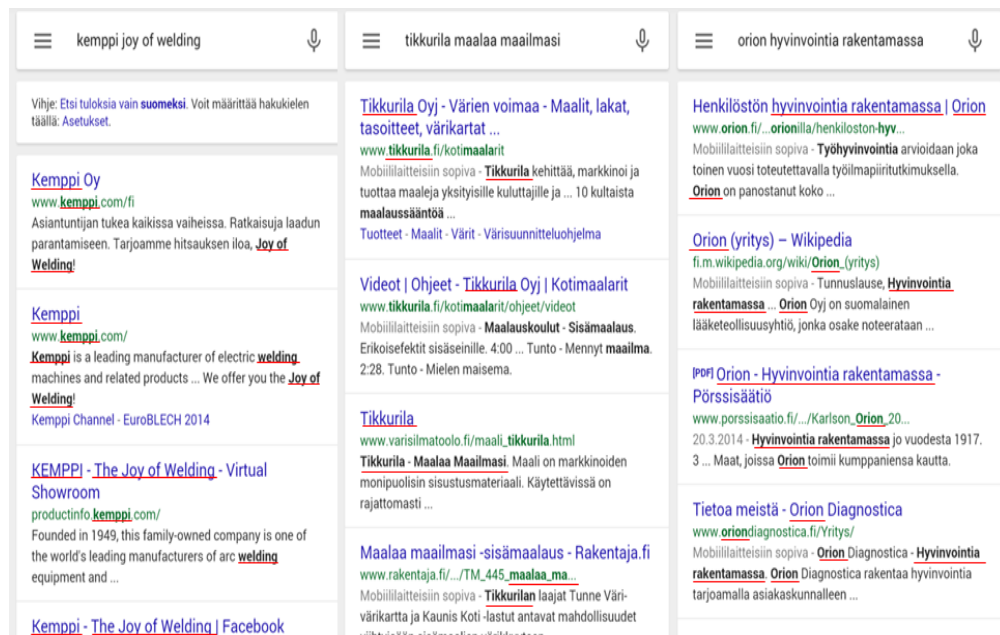 kemppi joy of welding
Vihje: Etsi tuloksia vain suomeksi. Voit määrittää hakukielen
täällä: Asetukset.
Kemppi Oy
www.kemppi.com/fi
Asiantuntijan tukea kaikissa vaiheissa. Ratkaisuja laadun
parantamiseen. Tarjoamme hitsauksen iloa, Joy of
Welding!
Kemppi
www.kemppi.com/
Kemppi is a leading manufacturer of electric welding
machines and related products ... We offer you the Joy of
Welding!
Kemppi Channel - EuroBLECH 2014
KEMPPI - The Joy of Welding - Virtual
Showroom
productinfo.kemppi.com/
Founded in 1949, this family-owned company is one of
the world's leading manufacturers of arc welding
equipment and ...
Kemppi - The Joy of Welding | Facebook
tikkurila maalaa maailmasi
Tikkurila Oyj - Värien voimaa - Maalit, lakat,
tasoitteet, värikartat ...
www.tikkurila.fi/kotimaalarit
Mobiililaitteisiin sopiva - Tikkurila kehittää, markkinoi ja
tuottaa maaleja yksityisille kuluttajille ja ... 10 kultaista
maalaussääntöä ...
Tuotteet - Maalit - Värit - Värisuunnitteluohjelma
Videot | Ohjeet - Tikkurila Oyj | Kotimaalarit
www.tikkurila.fi/kotimaalarit/ohjeet/videot
Mobiililaitteisiin sopiva - Maalauskoulut - Sisämaalaus.
Erikoisefektit sisäseinille. 4:00 ... Tunto - Mennyt maailma.
2:28. Tunto - Mielen maisema.
Tikkurila
www.varisilmatoolo.fi/maali_tikkurila.html
Tikkurila - Maalaa Maailmasi. Maali on markkinoiden
monipuolisin sisustusmateriaali. Käytettävissä on
rajattomasti ...
Maalaa maailmasi -sisämaalaus - Rakentaja.fi
www.rakentaja.fi/.../TM_445_maalaa_ma...
Mobiililaitteisiin sopiva - Tikkurilan laajat Tunne Väri-
värikartta ja Kaunis Koti -lastut antavat mahdollisuudet
orion hyvinvointia rakentamassa
Henkilöstön hyvinvointia rakentamassa | Orion
www.orion.fi/...orionilla/henkiloston-hyv...
Mobiililaitteisiin sopiva - Työhyvinvointia arvioidaan joka
toinen vuosi toteutettavalla työilmapiiritutkimuksella.
Orion on panostanut koko ...
Orion (yritys) – Wikipedia
fi.m.wikipedia.org/wiki/Orion_(yritys)
Mobiililaitteisiin sopiva - Tunnuslause, Hyvinvointia
rakentamassa ... Orion Oyj on suomalainen
lääketeollisuusyhtiö, jonka osake noteerataan ...
[PDF] Orion - Hyvinvointia rakentamassa -
Pörssisäätiö
www.porssisaatio.fi/.../Karlson_Orion_20...
20.3.2014 - Hyvinvointia rakentamassa jo vuodesta 1917.
3 ... Maat, joissa Orion toimii kumppaniensa kautta.
Tietoa meistä - Orion Diagnostica
www.oriondiagnostica.fi/Yritys/
Mobiililaitteisiin sopiva - Orion Diagnostica - Hyvinvointia
rakentamassa. Orion Diagnostica rakentaa hyvinvointia
tarjoamalla asiakaskunnalleen ...